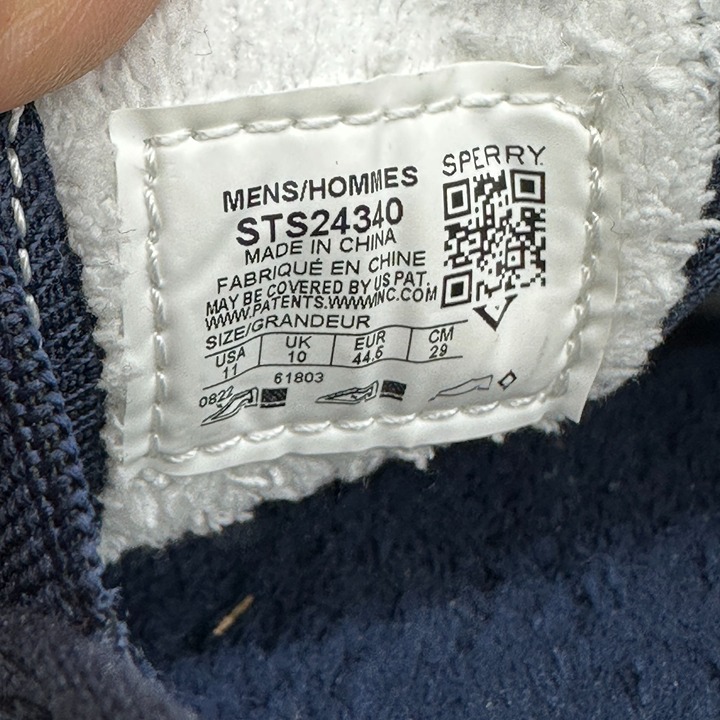 SPERRY
MENS/HOMMES
STS24340
MADE IN CHINA
FABRIQUÉ EN CHINE
MAY BE COVERED BY US PAT.
WWW.PATENTS.WWWINC.COM
SIZE/GRANDEUR
USA UK EUR CM
11 10 44.5 29
61803
0822